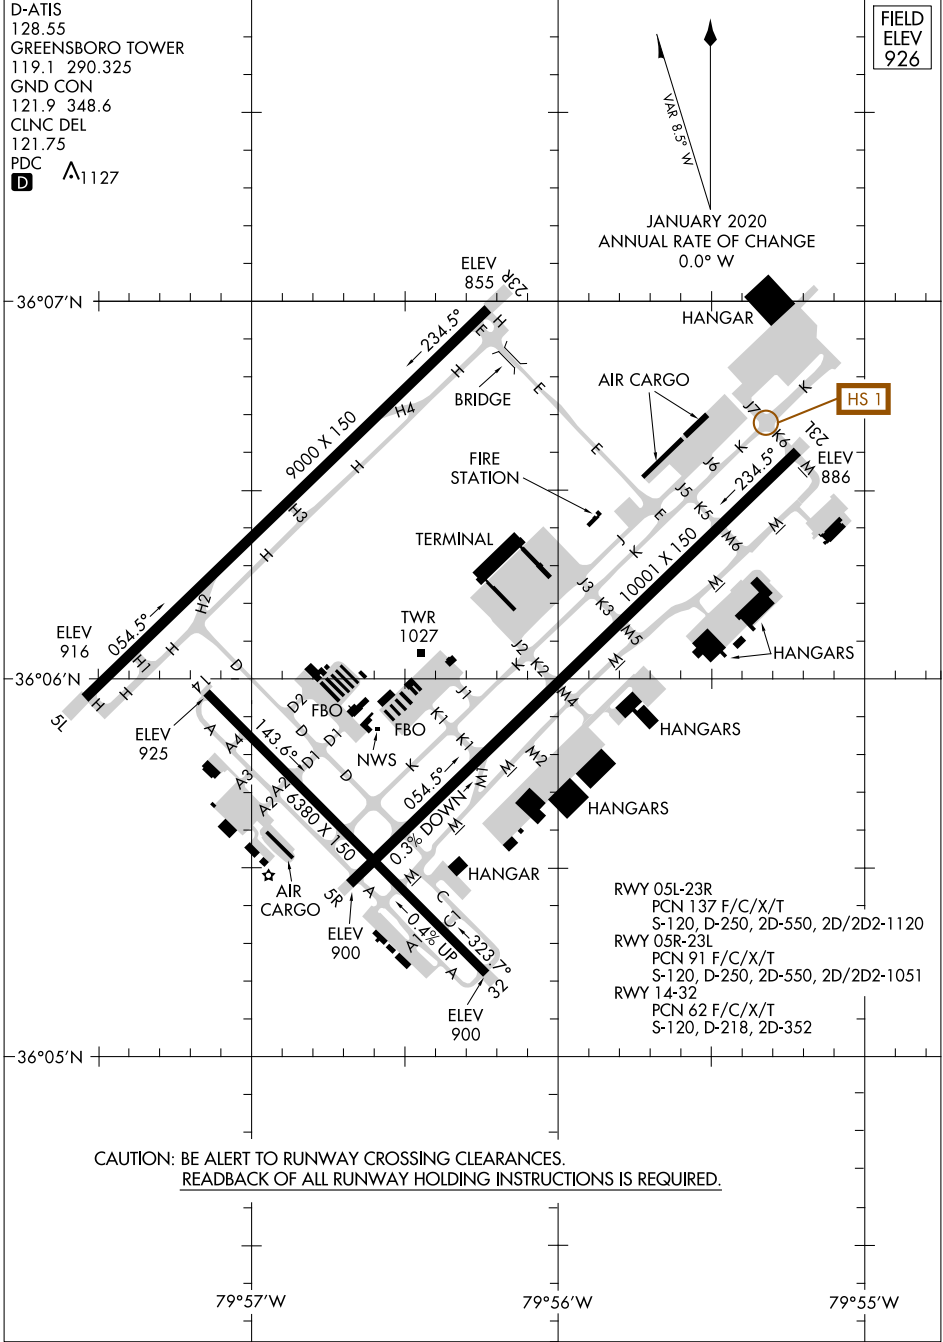 D-ATIS
128.55
GREENSBORO TOWER
119.1 290.325
GND CON
121.9 348.6
CLNC DEL
121.75
PDC
D
1127
FIELD
ELEV
926
VAR 8.5° W
JANUARY 2020
ANNUAL RATE OF CHANGE
0.0° W
36°07'N
ELEV
855
23R
H
E
234.5°
H
BRIDGE
E
H4
9000 X 150
H
H3
H
H2
054.5°
ELEV
916
H1
H
H
H
5L
HANGAR
AIR CARGO
HS 1
J7
K
K6
23L
ELEV
886
K
J6
234.5°
M
FIRE
STATION
E
J5
K5
E
M
M6
TERMINAL
J
K
10001 X 150
M
J3
K3
M5
HANGARS
TWR
1027
J2
K
K2
M
36°06'N
M4
HANGARS
14
D
D2
FBO
FBO
J1
K1
K1
NWS
D
D1
D1
D
K
ELEV
925
A
A4
143.6°
A3
A2
A2
6380 X 150
054.5°
0.3% DOWN
M1
M
M2
M
HANGARS
AIR
CARGO
5R
A
M
HANGAR
C
C
ELEV
900
0.4% UP
323.7°
A1
A
32
ELEV
900
RWY 05L-23R
PCN 137 F/C/X/T
S-120, D-250, 2D-550, 2D/2D2-1120
RWY 05R-23L
PCN 91 F/C/X/T
S-120, D-250, 2D-550, 2D/2D2-1051
RWY 14-32
PCN 62 F/C/X/T
S-120, D-218, 2D-352
36°05'N
CAUTION: BE ALERT TO RUNWAY CROSSING CLEARANCES.
READBACK OF ALL RUNWAY HOLDING INSTRUCTIONS IS REQUIRED.
79°57'W
79°56'W
79°55'W